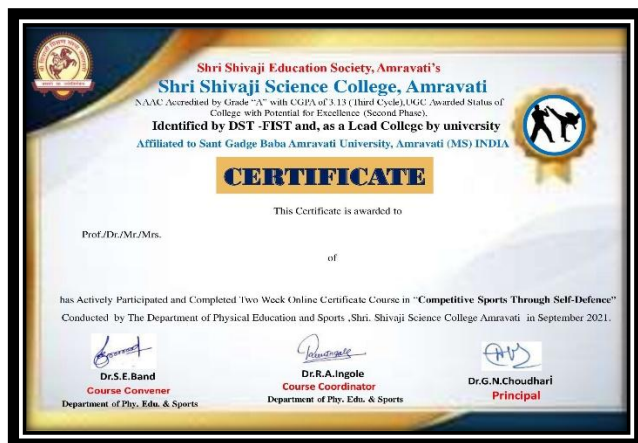 Shri Shivaji Education Society, Amravati's
Shri Shivaji Science College, Amravati
NAAC Accredited by Grade "A" with CGPA of 3.13 (Third Cycle),UGC Awarded Status of
College with Potential for Excellence (Second Phase).
Identified by DST -FIST and, as a Lead College by university
Affiliated to Sant Gadge Baba Amravati University, Amravati (MS) INDIA
CERTIFICATE
This Certificate is awarded to
Prof./Dr./Mr./Mrs.
of
has Actively Participated and Completed Two Week Online Certificate Course in "Competitive Sports Through Self-Defence"
Conducted by The Department of Physical Education and Sports ,Shri. Shivaji Science College Amravati in September 2021.
Dr.S.E.Band
Course Convener
Department of Phy. Edu. & Sports
Dr.R.A.Ingole
Course Coordinator
Department of Phy. Edu. & Sports
Dr.G.N.Choudhari
Principal